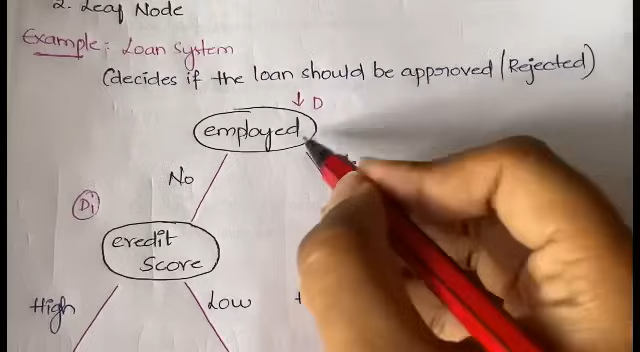 2. Leaf Node
Example: Loan System
(decides if the loan should be approved/Rejected)
↓ D
employed
No
Di
credit
Score
High
Low